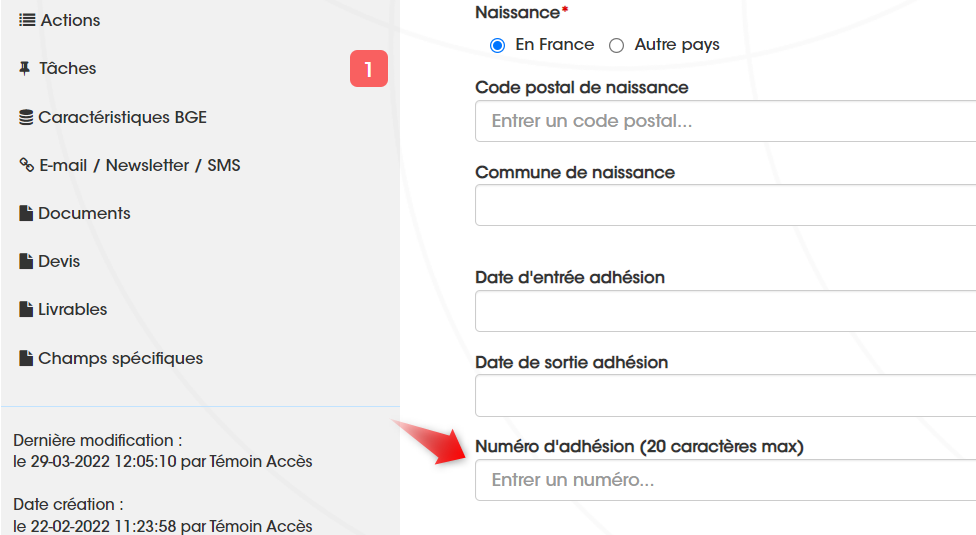 Actions
Tâches
1
Caractéristiques BGE
E-mail / Newsletter / SMS
Documents
Devis
Livrables
Champs spécifiques
Dernière modification :
le 29-03-2022 12:05:10 par Témoin Accès
Date création :
le 22-02-2022 11:23:58 par Témoin Accès
Naissance*
En France Autre pays
Code postal de naissance
Entrer un code postal...
Commune de naissance
Date d'entrée adhésion
Date de sortie adhésion
Numéro d'adhésion (20 caractères max)
Entrer un numéro...